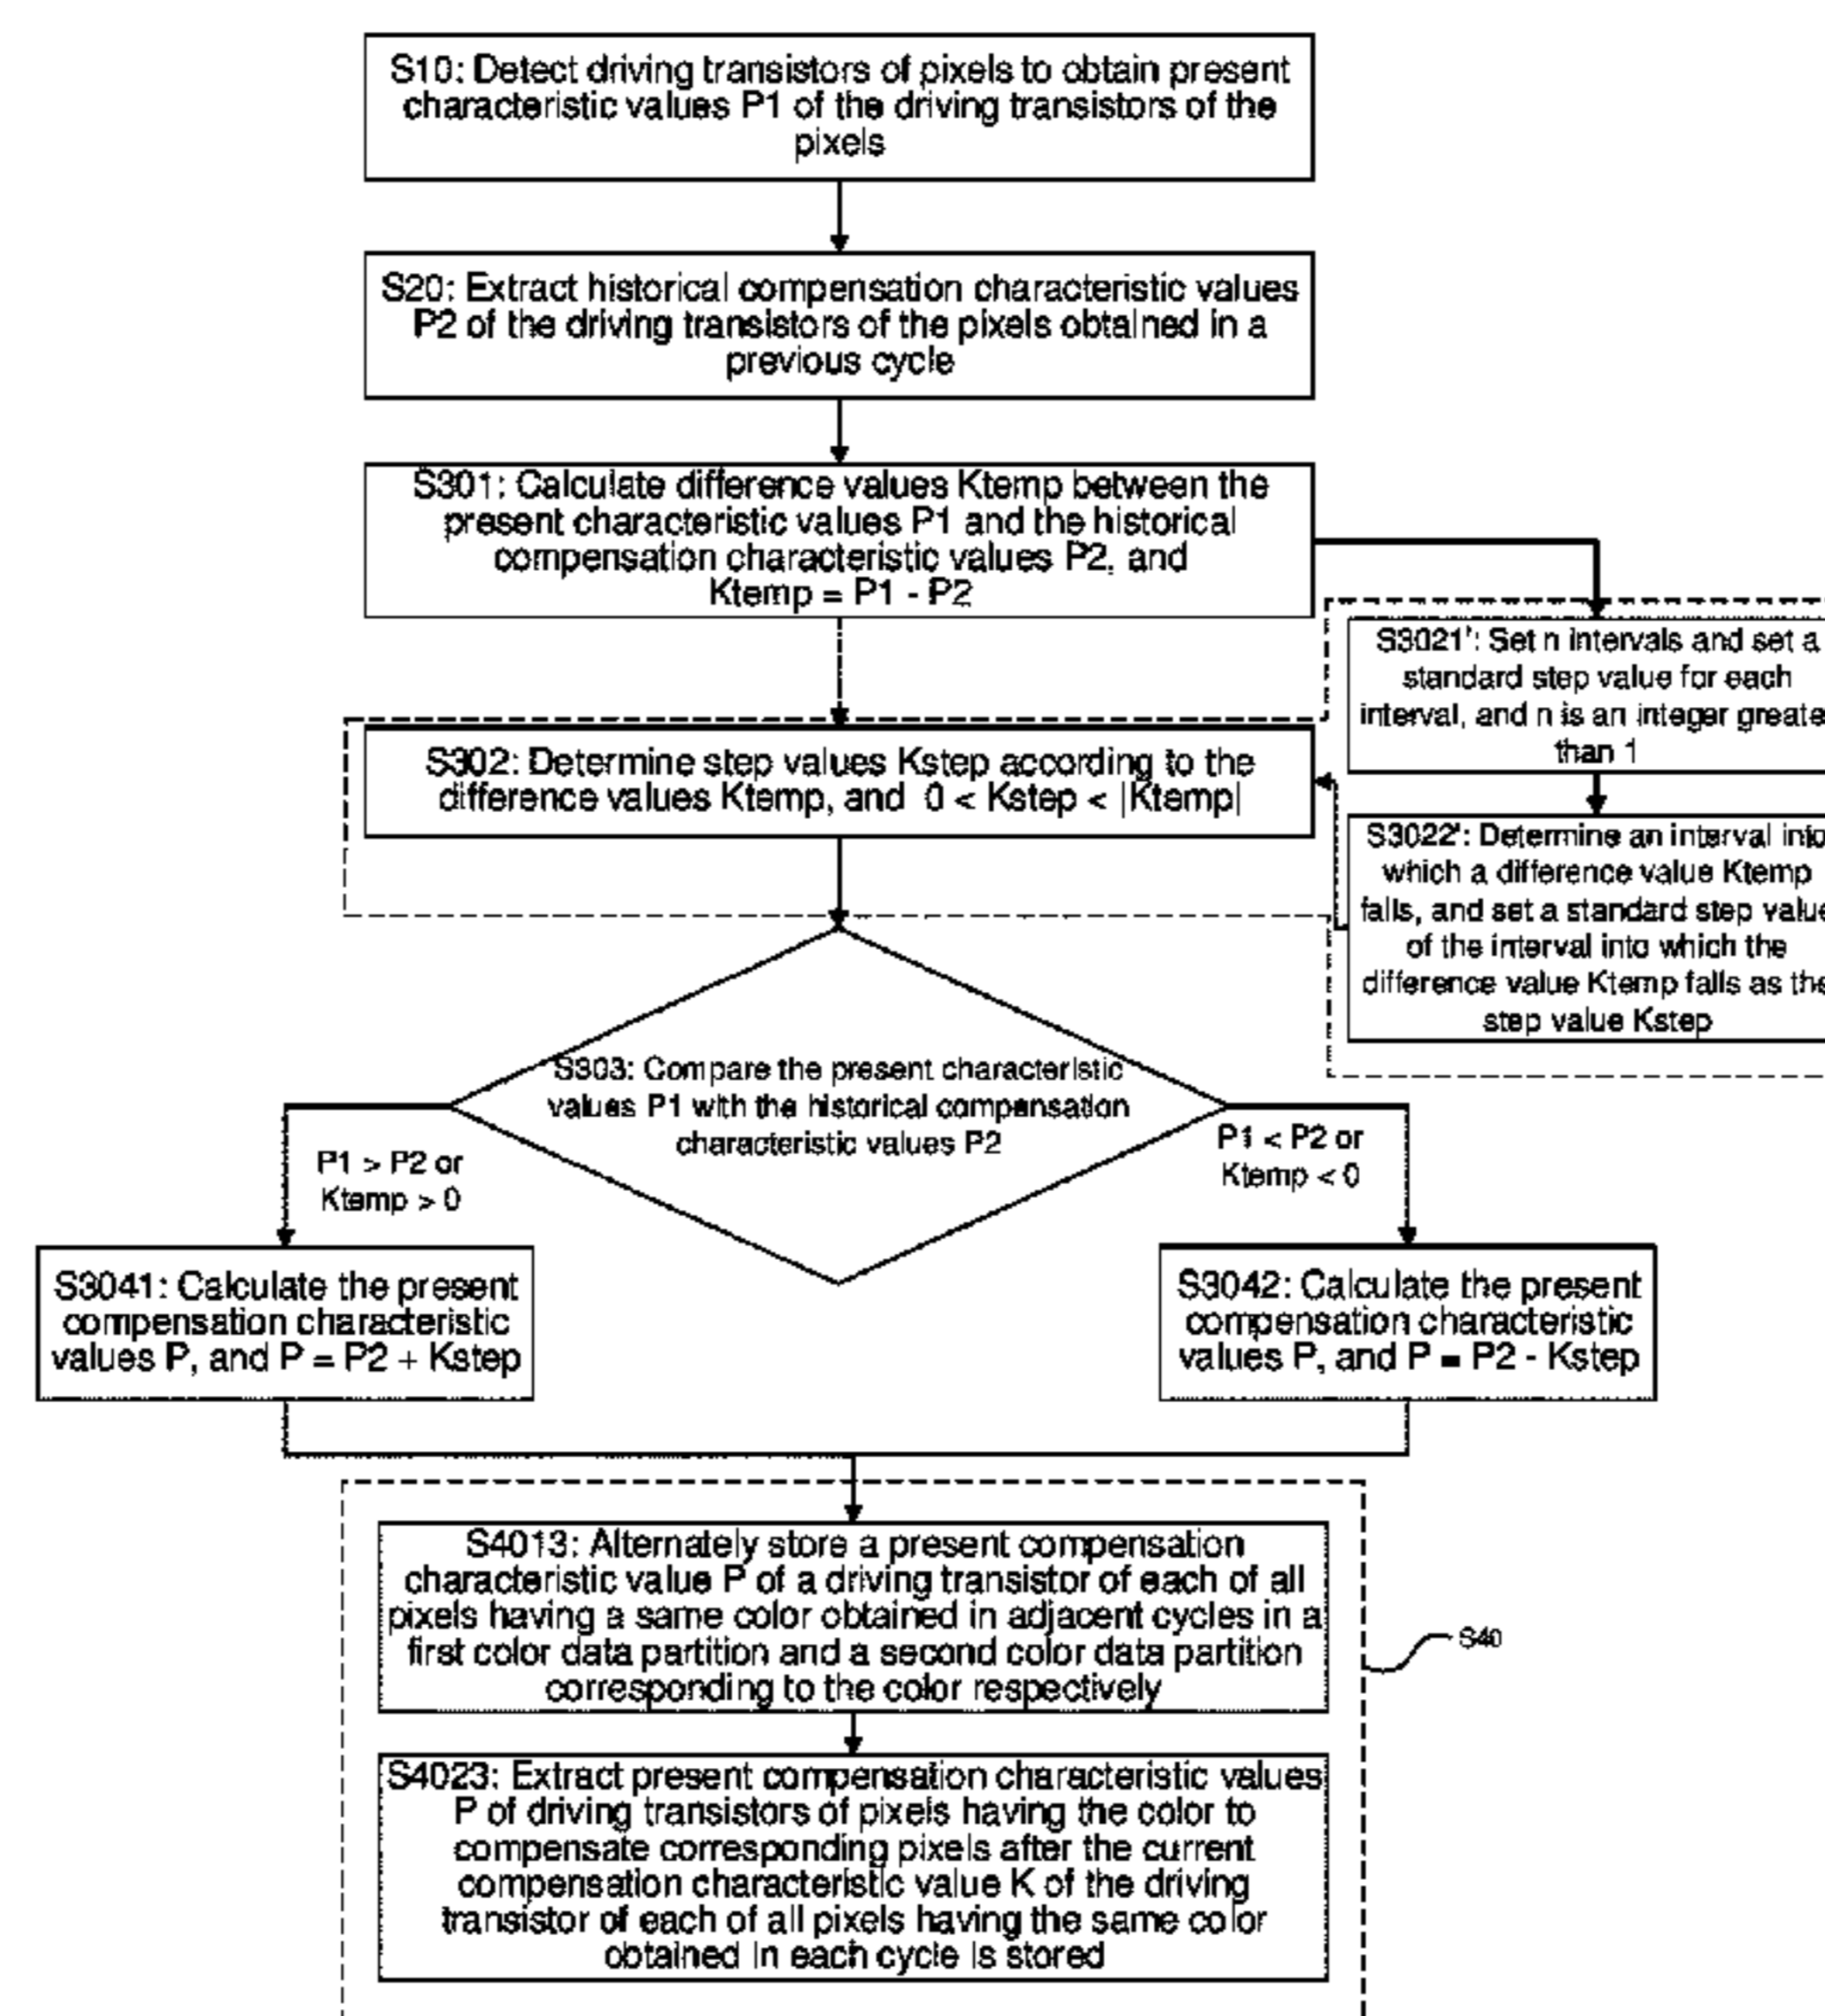 S10: Detect driving transistors of pixels to obtain present
characteristic values P1 of the driving transistors of the
pixels
S20: Extract historical compensation characteristic values
P2 of the driving transistors of the pixels obtained in a
previous cycle
S301: Calculate difference values Ktemp between the
present characteristic values P1 and the historical
compensation characteristic values P2, and
Ktemp = P1 - P2
S3021': Set n intervals and set a
standard step value for each
interval, and n is an integer greate
than 1
S302: Determine step values Kstep according to the
difference values Ktemp, and 0 < Kstep < |Ktemp|
S3022': Determine an interval into
which a difference value Ktemp
falls, and set a standard step value
of the interval into which the
difference value Ktemp falls as the
step value Kstep
S303: Compare the present characteristic
values P1 with the historical compensation
characteristic values P2
P1 > P2 or
Ktemp > 0
P1 < P2 or
Ktemp < 0
S3041: Calculate the present
compensation characteristic
values P, and P = P2 + Kstep
S3042: Calculate the present
compensation characteristic
values P, and P = P2 - Kstep
S4013: Alternately store a present compensation
characteristic value P of a driving transistor of each of all
pixels having a same color obtained in adjacent cycles in a
first color data partition and a second color data partition
corresponding to the color respectively
S40
S4023: Extract present compensation characteristic values
P of driving transistors of pixels having the color to
compensate corresponding pixels after the current
compensation characteristic value K of the driving
transistor of each of all pixels having the same color
obtained in each cycle is stored